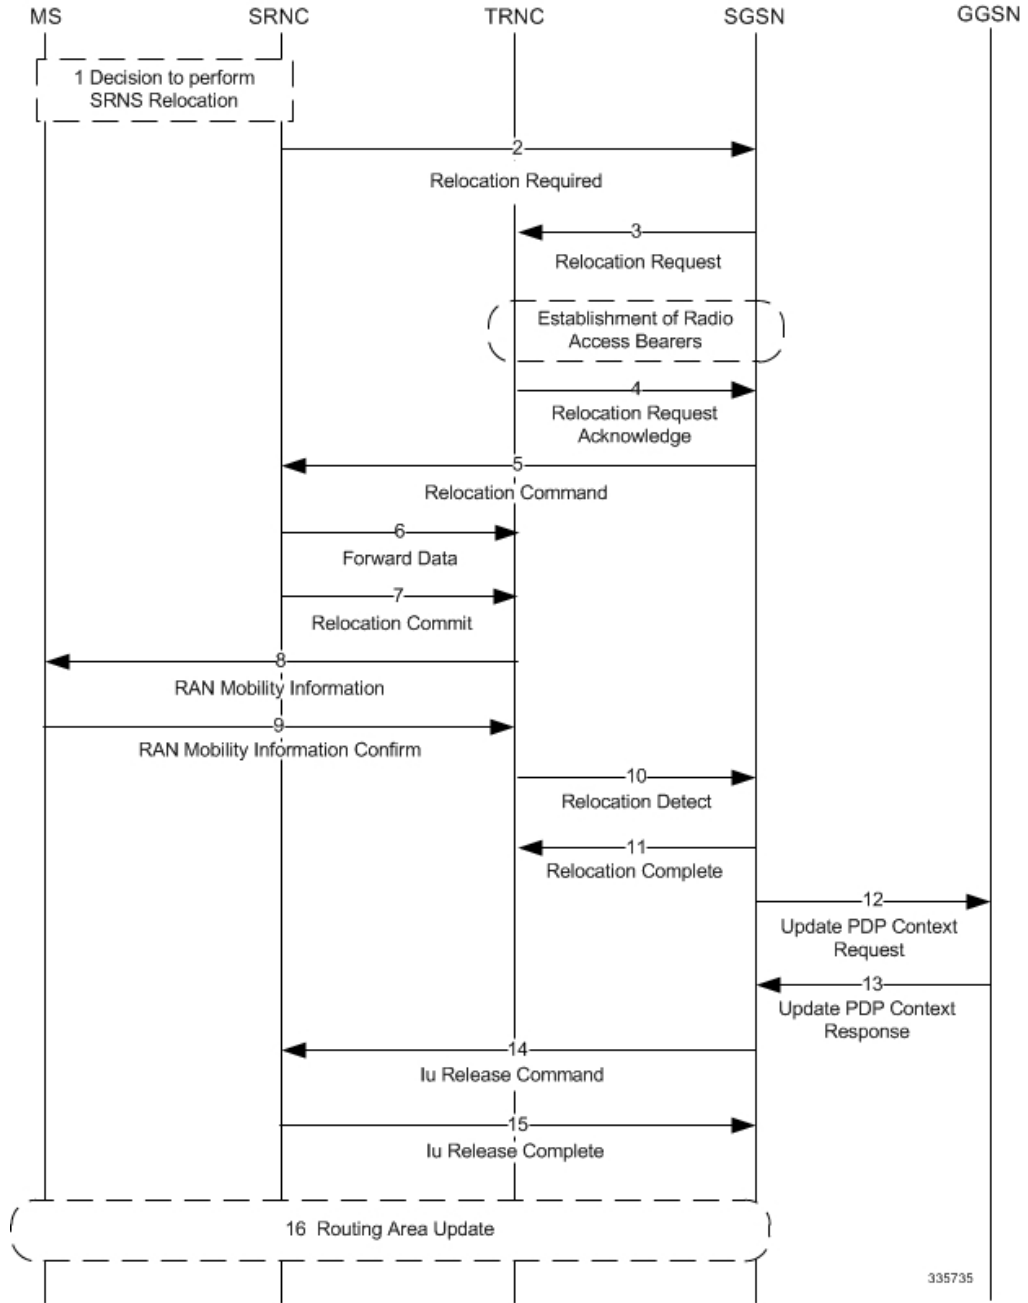 MS SRNC TRNC SGSN GGSN
1 Decision to perform
SRNS Relocation
2
Relocation Required
3
Relocation Request
Establishment of Radio
Access Bearers
4
Relocation Request
Acknowledge
5
Relocation Command
6
Forward Data
7
Relocation Commit
8
RAN Mobility Information
9
RAN Mobility Information Confirm
10
Relocation Detect
11
Relocation Complete
12
Update PDP Context
Request
13
Update PDP Context
Response
14
Iu Release Command
15
Iu Release Complete
16 Routing Area Update
335735